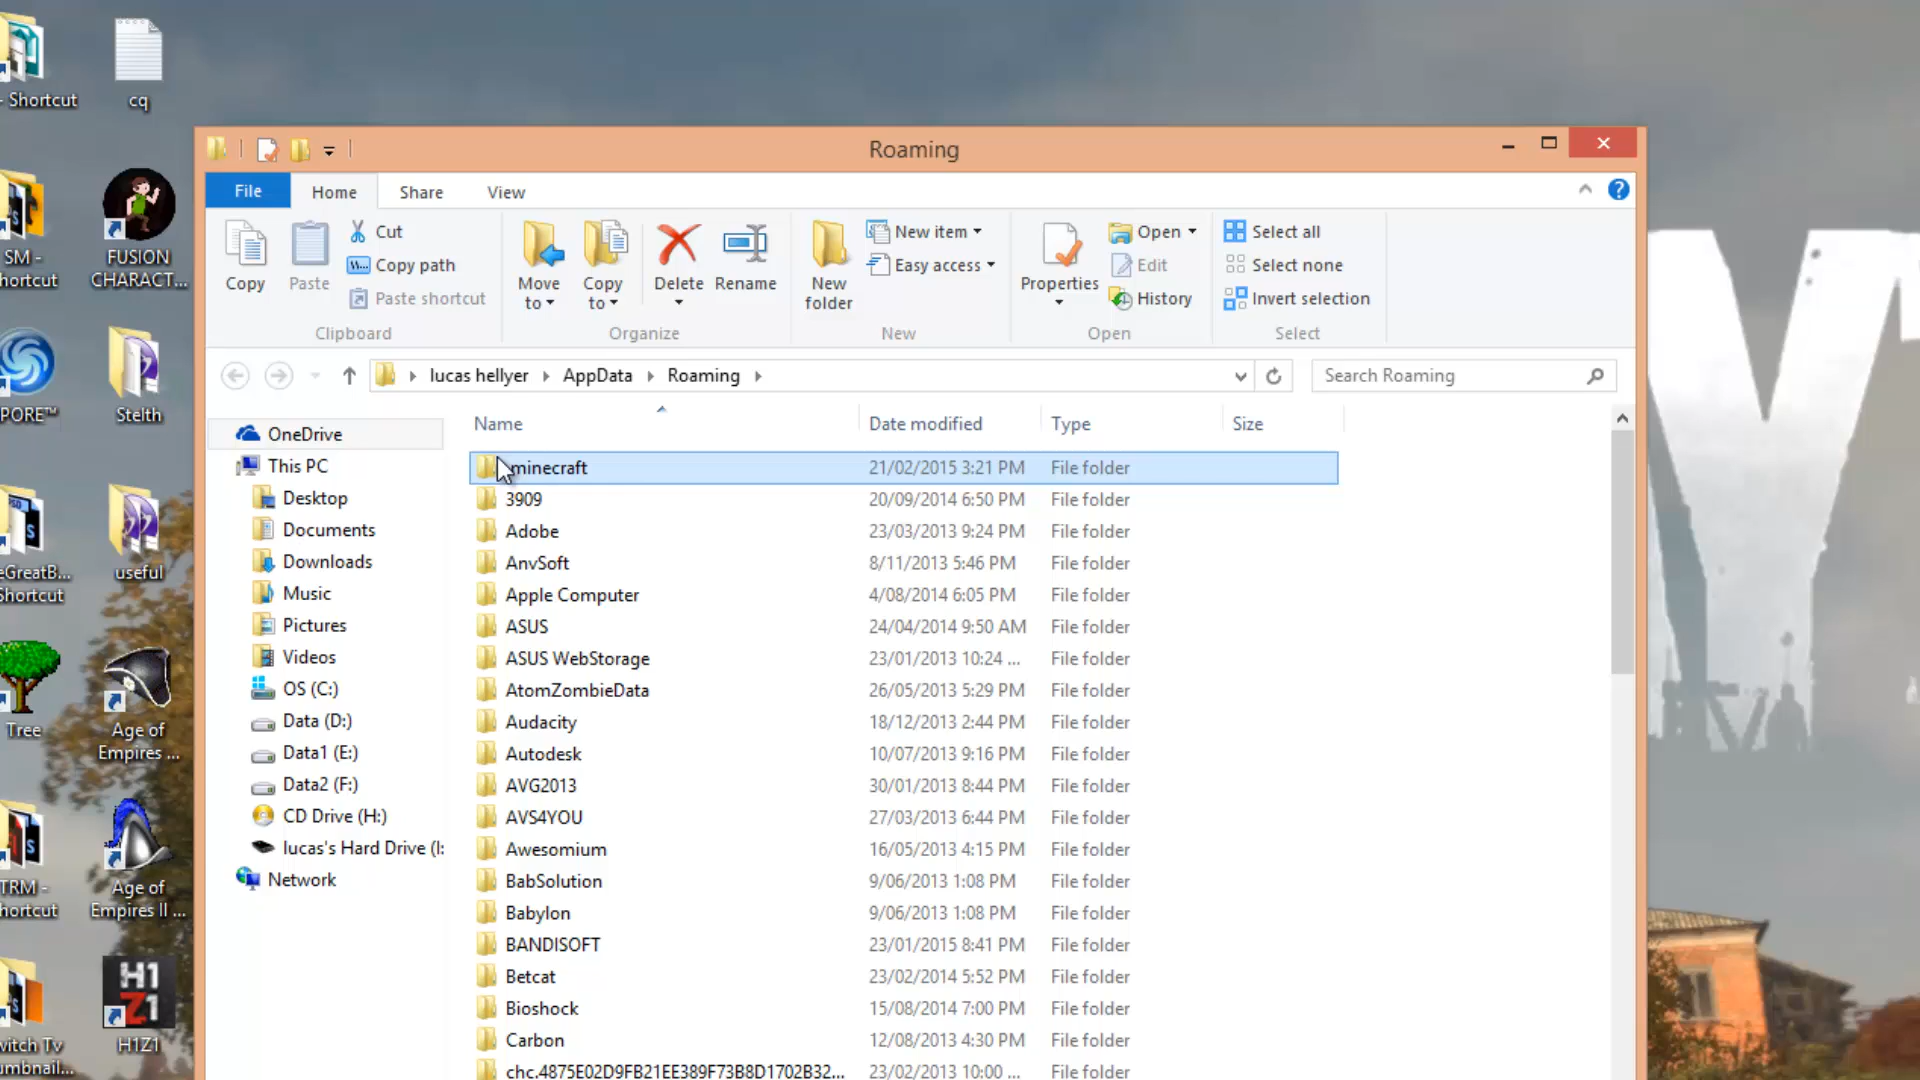 - Shortcut
cq
Roaming
File
Home
Share
View
SM -
hortcut
FUSION
CHARACT...
Copy
Paste
Cut
Copy path
Paste shortcut
Clipboard
Move
to
Copy
to
Delete
Rename
Organize
New
folder
New item
Easy access
New
Properties
Open
Edit
History
Open
Select all
Select none
Invert selection
Select
lucas hellyer
AppData
Roaming
Search Roaming
PORE™
Stelth
Name
Date modified
Type
Size
OneDrive
This PC
Desktop
Documents
Downloads
Music
Pictures
Videos
OS (C:)
Data (D:)
Data1 (E:)
Data2 (F:)
CD Drive (H:)
lucas's Hard Drive (I:
Network
minecraft 21/02/2015 3:21 PM File folder
3909 20/09/2014 6:50 PM File folder
Adobe 23/03/2013 9:24 PM File folder
AnvSoft 8/11/2013 5:46 PM File folder
Apple Computer 4/08/2014 6:05 PM File folder
ASUS 24/04/2014 9:50 AM File folder
ASUS WebStorage 23/01/2013 10:24 ... File folder
AtomZombieData 26/05/2013 5:29 PM File folder
Audacity 18/12/2013 2:44 PM File folder
Autodesk 10/07/2013 9:16 PM File folder
AVG2013 30/01/2013 8:44 PM File folder
AVS4YOU 27/03/2013 6:44 PM File folder
Awesomium 16/05/2013 4:15 PM File folder
BabSolution 9/06/2013 1:08 PM File folder
Babylon 9/06/2013 1:08 PM File folder
BANDISOFT 23/01/2015 8:41 PM File folder
Betcat 23/02/2014 5:52 PM File folder
Bioshock 15/08/2014 7:00 PM File folder
Carbon 12/08/2013 4:30 PM File folder
chc.4875E02D9FB21EE389F73B8D1702B32... 23/02/2013 10:00 ... File folder
eGreatB...
Shortcut
useful
Tree
Age of
Empires ...
TRM -
hortcut
Age of
Empires II ...
witch Tv
umbnail...
H1
Z1
H1Z1
Y